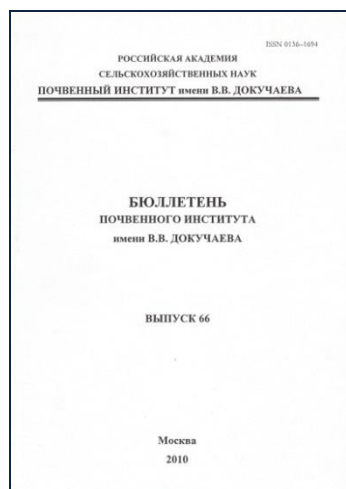 ISSN 0136-1694
РОССИЙСКАЯ АКАДЕМИЯ
СЕЛЬСКОХОЗЯЙСТВЕННЫХ НАУК
ПОЧВЕННЫЙ ИНСТИТУТ имени В.В. ДОКУЧАЕВА
БЮЛЛЕТЕНЬ
ПОЧВЕННОГО ИНСТИТУТА
имени В.В. ДОКУЧАЕВА
ВЫПУСК 66
Москва
2010